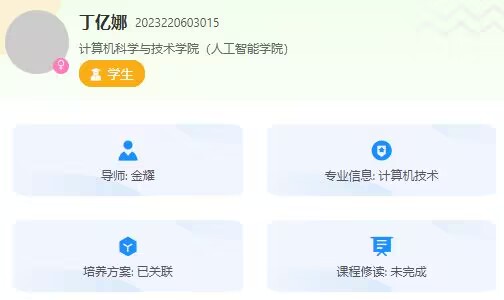 丁亿娜 2023220603015
计算机科学与技术学院（人工智能学院）
学生
导师: 金耀
专业信息: 计算机技术
培养方案: 已关联
课程修读: 未完成